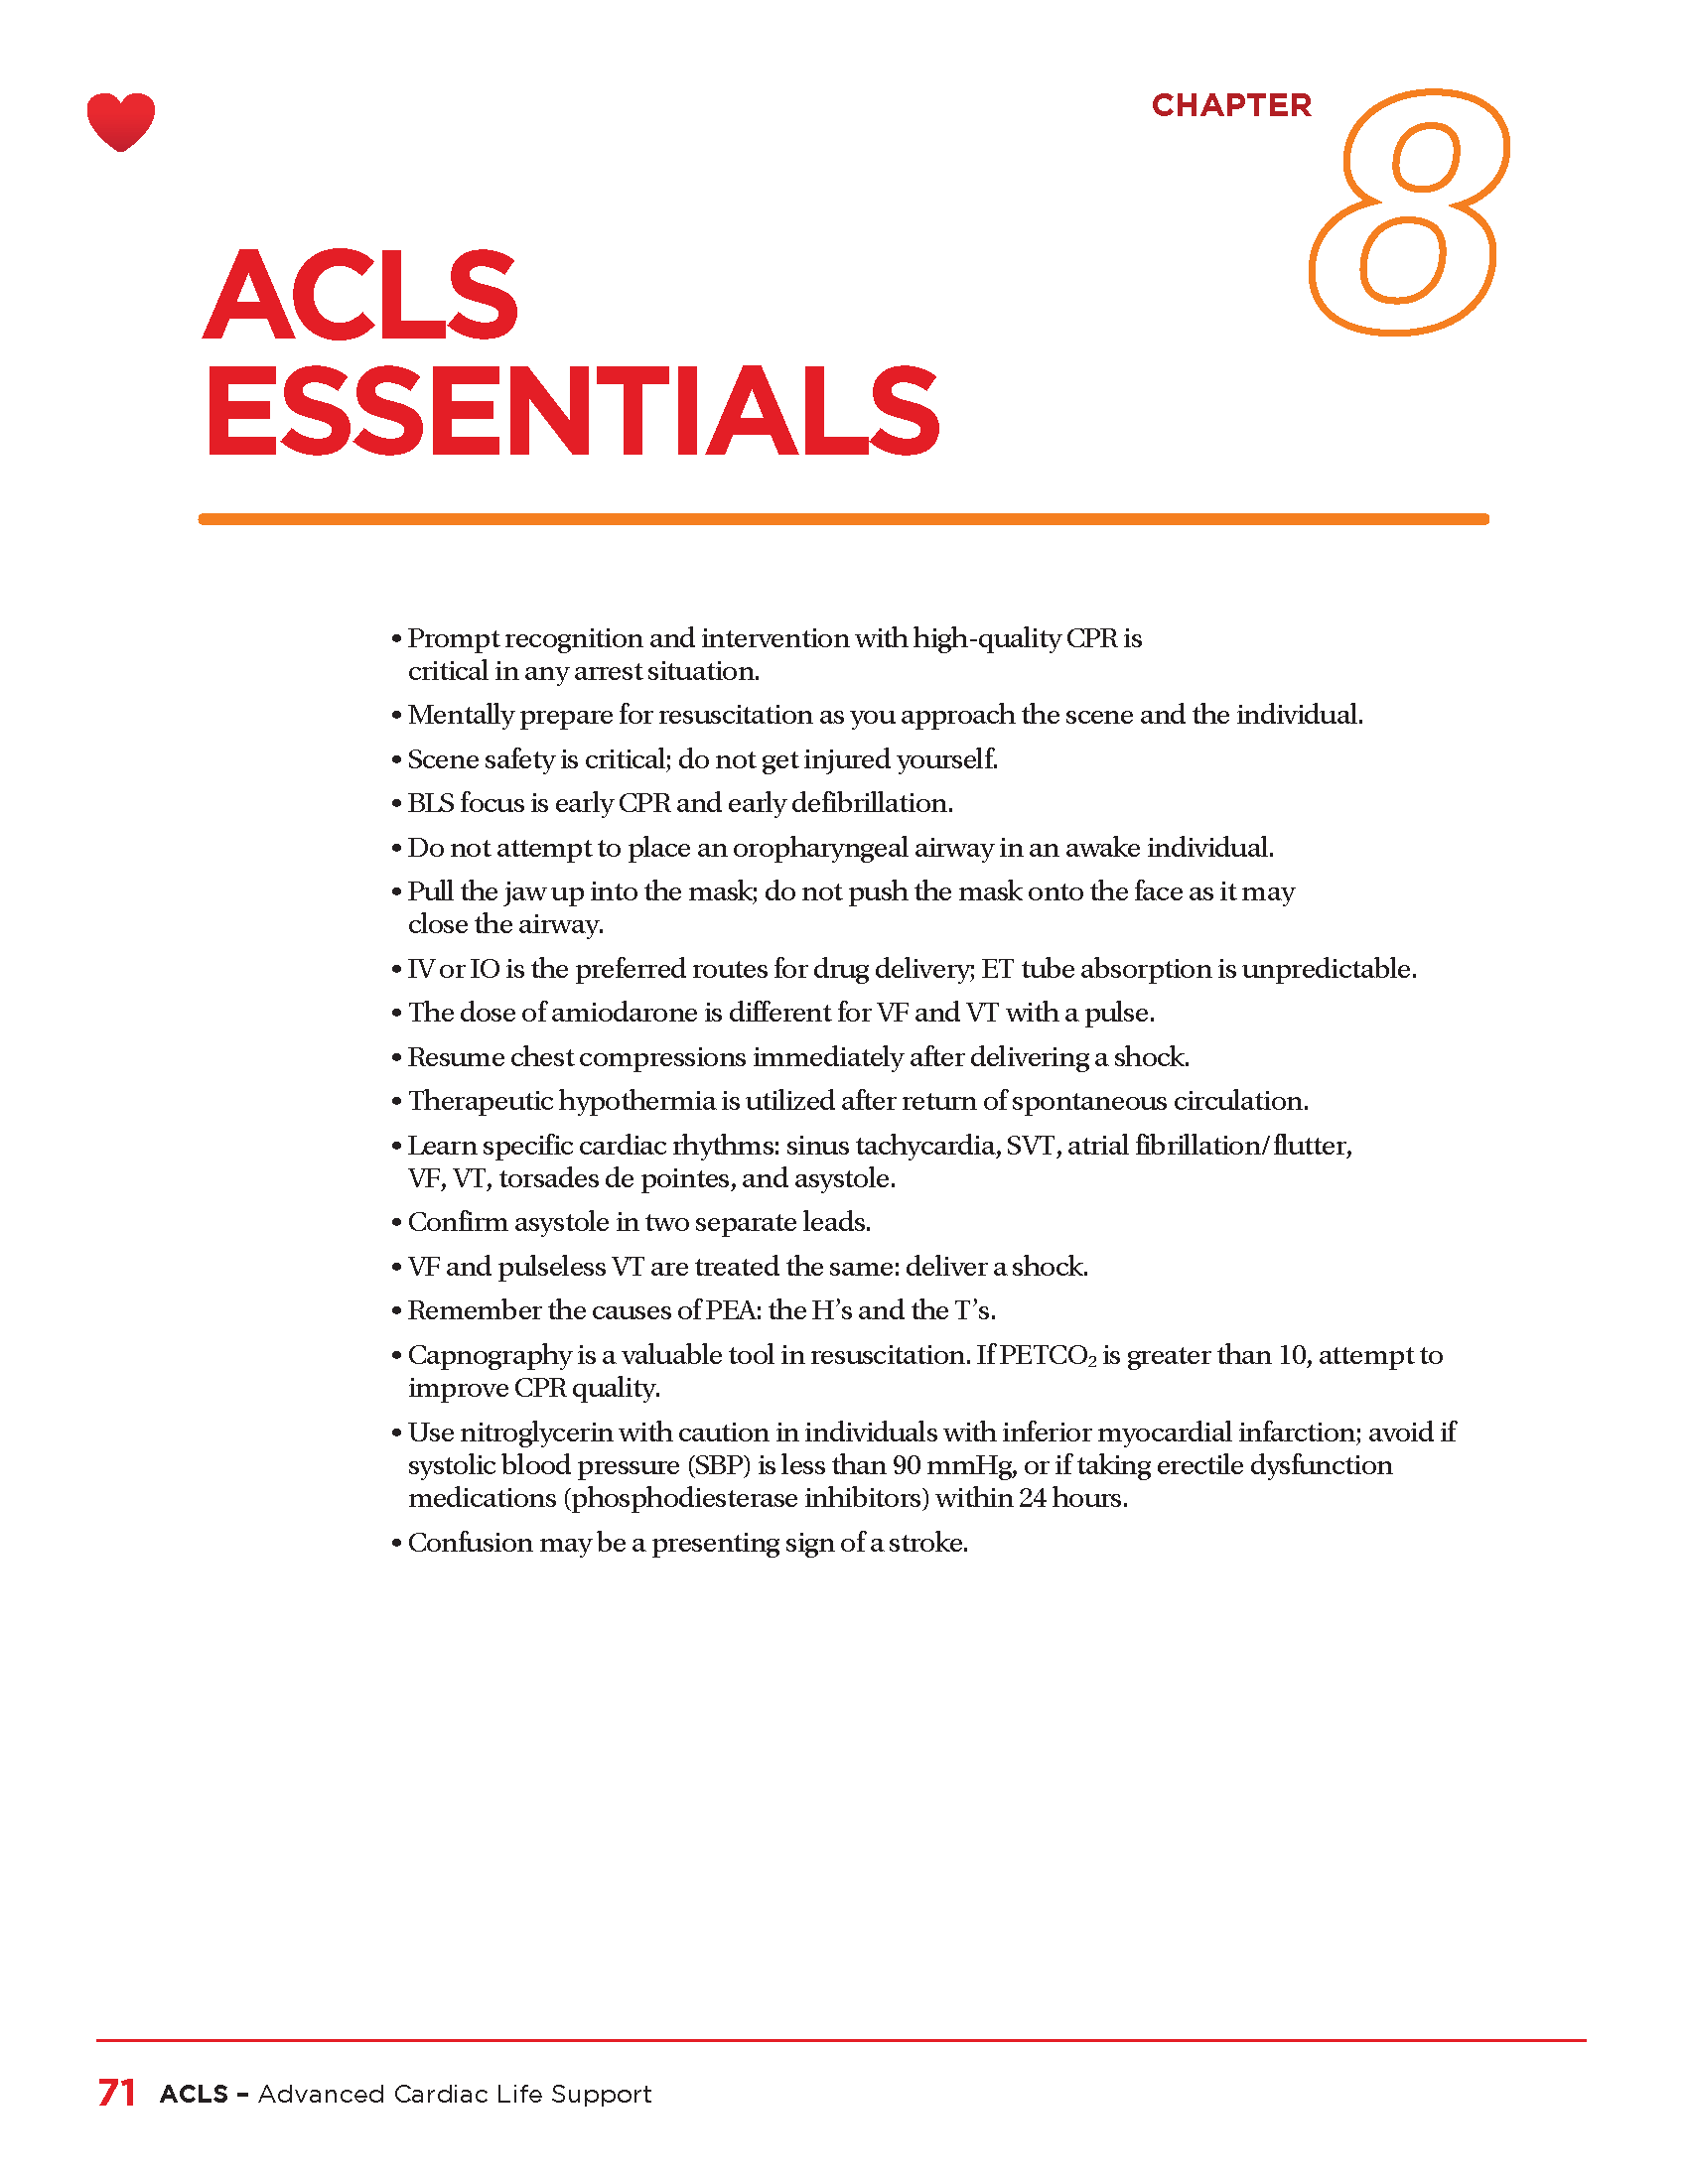 CHAPTER 8
ACLS
ESSENTIALS
• Prompt recognition and intervention with high-quality CPR is
critical in any arrest situation.
• Mentally prepare for resuscitation as you approach the scene and the individual.
• Scene safety is critical; do not get injured yourself.
• BLS focus is early CPR and early defibrillation.
• Do not attempt to place an oropharyngeal airway in an awake individual.
• Pull the jaw up into the mask; do not push the mask onto the face as it may
close the airway.
• IV or IO is the preferred routes for drug delivery; ET tube absorption is unpredictable.
• The dose of amiodarone is different for VF and VT with a pulse.
• Resume chest compressions immediately after delivering a shock.
• Therapeutic hypothermia is utilized after return of spontaneous circulation.
• Learn specific cardiac rhythms: sinus tachycardia, SVT, atrial fibrillation/flutter,
VF, VT, torsades de pointes, and asystole.
• Confirm asystole in two separate leads.
• VF and pulseless VT are treated the same: deliver a shock.
• Remember the causes of PEA: the H’s and the T’s.
• Capnography is a valuable tool in resuscitation. If PETCO₂ is greater than 10, attempt to
improve CPR quality.
• Use nitroglycerin with caution in individuals with inferior myocardial infarction; avoid if
systolic blood pressure (SBP) is less than 90 mmHg, or if taking erectile dysfunction
medications (phosphodiesterase inhibitors) within 24 hours.
• Confusion may be a presenting sign of a stroke.
71 ACLS – Advanced Cardiac Life Support